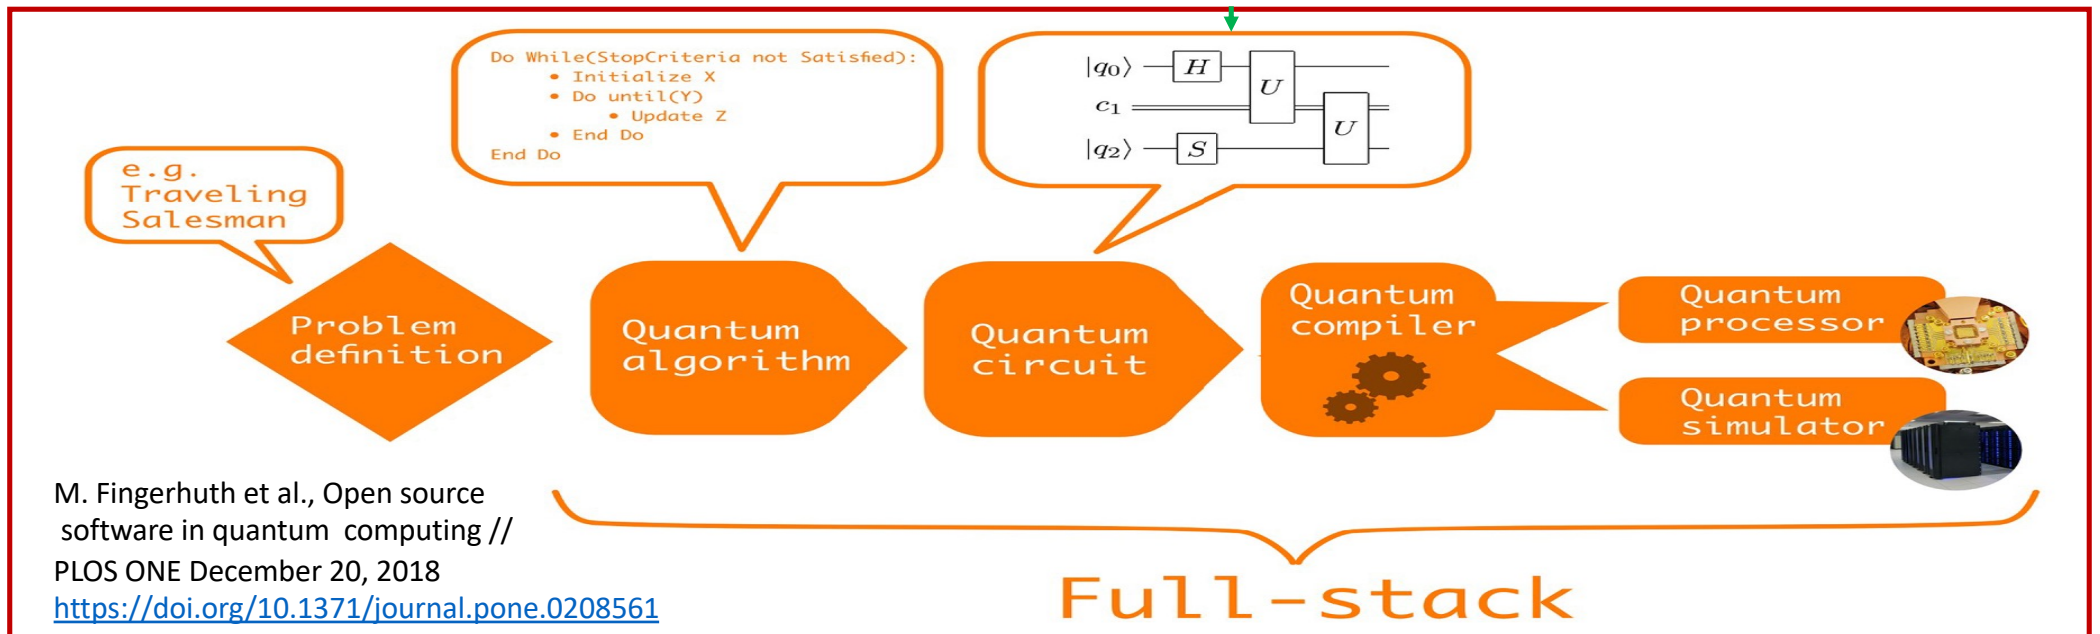 e.g.
Traveling
Salesman
Do While(StopCriteria not Satisfied):
• Initialize X
• Do until(Y)
• Update Z
• End Do
End Do
|q₀⟩ H U
c₁ U
|q₂⟩ S
Problem
definition
Quantum
algorithm
Quantum
circuit
Quantum
compiler
Quantum
processor
Quantum
simulator
M. Fingerhuth et al., Open source
software in quantum computing //
PLOS ONE December 20, 2018
https://doi.org/10.1371/journal.pone.0208561
Full-stack